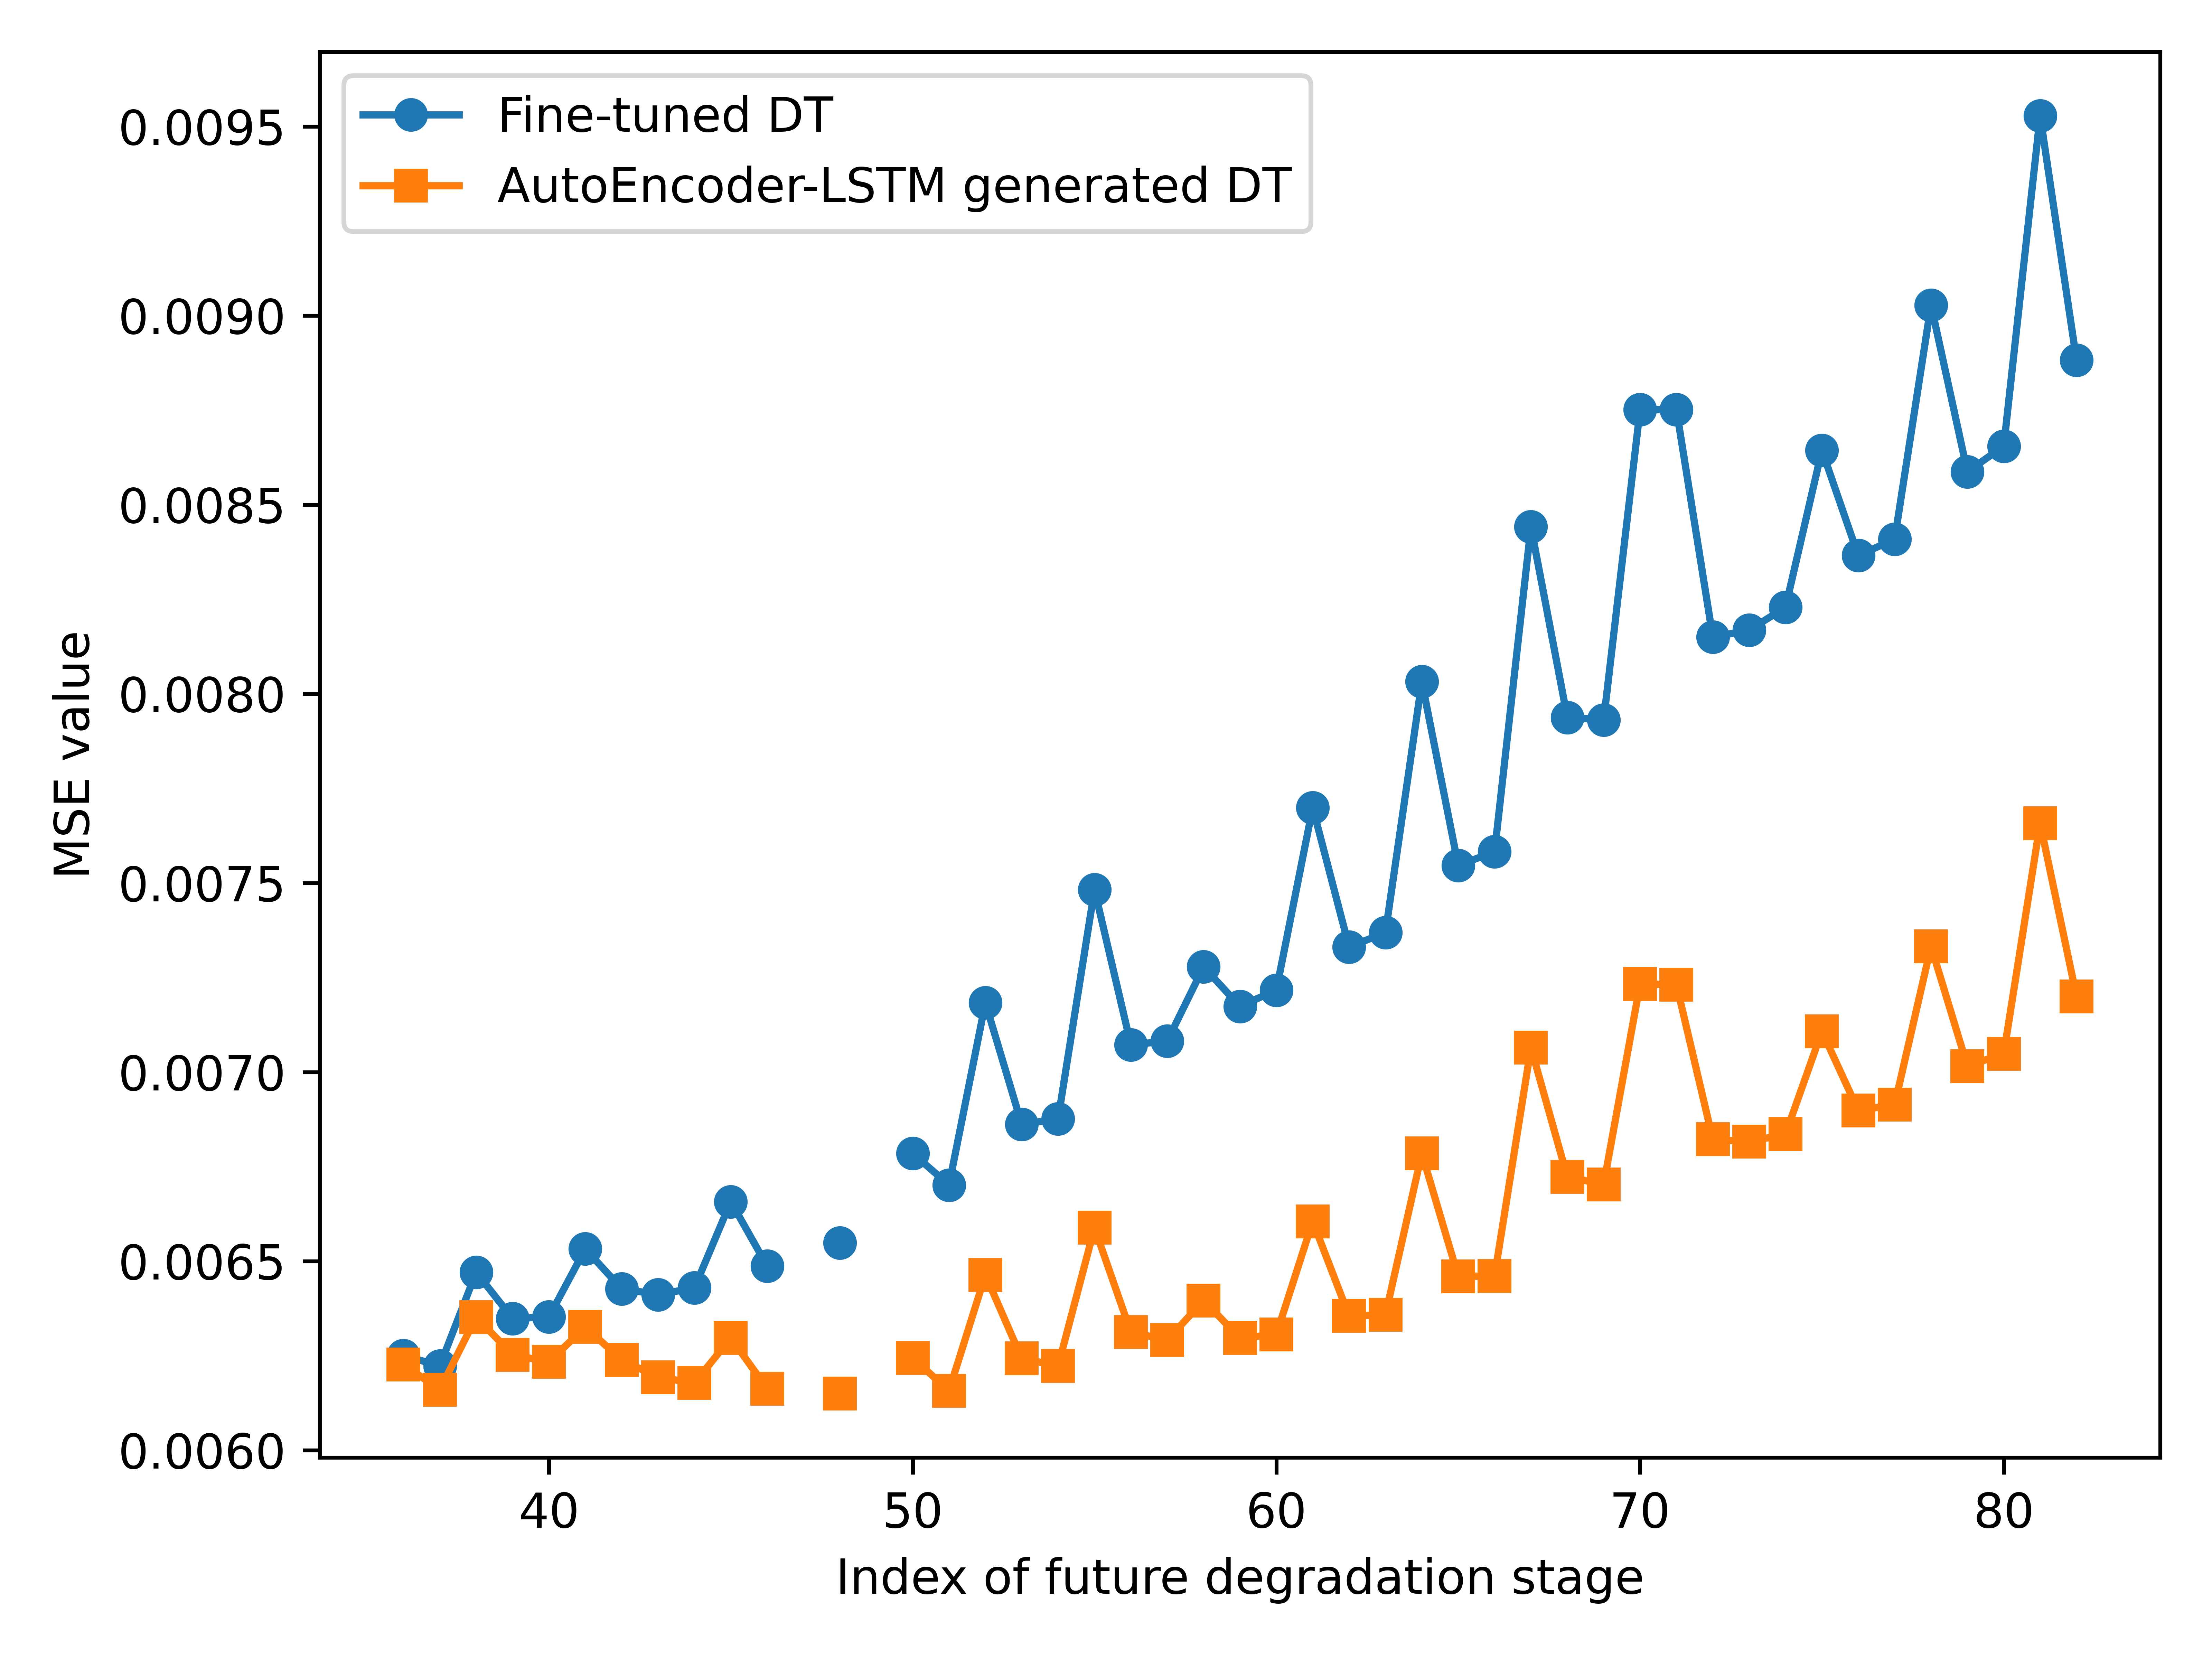 Fine-tuned DT
AutoEncoder-LSTM generated DT
0.0095
0.0090
0.0085
0.0080
0.0075
0.0070
0.0065
0.0060
MSE value
40 50 60 70 80
Index of future degradation stage